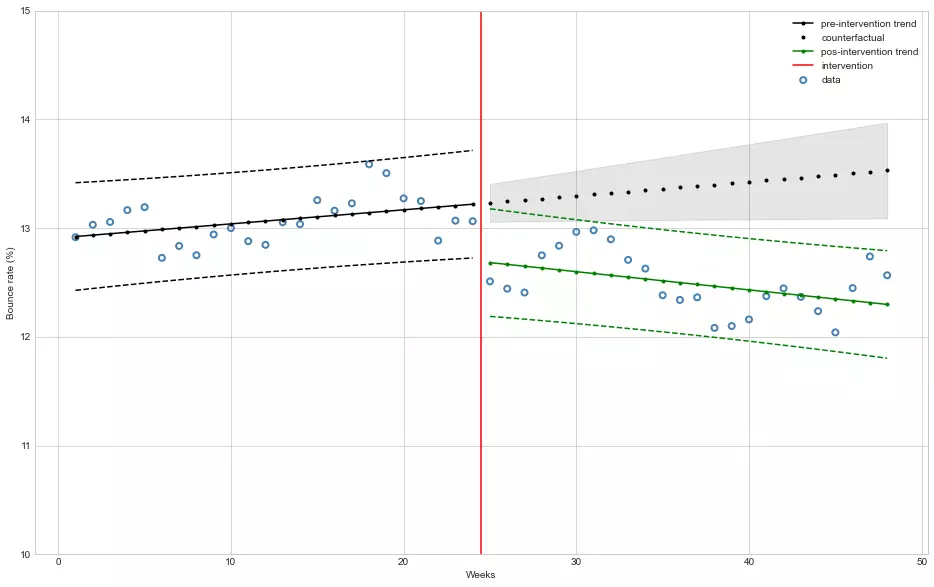 15
pre-intervention trend
counterfactual
pos-intervention trend
intervention
data
14
13
12
11
10
Bounce rate (%)
0 10 20 30 40 50
Weeks